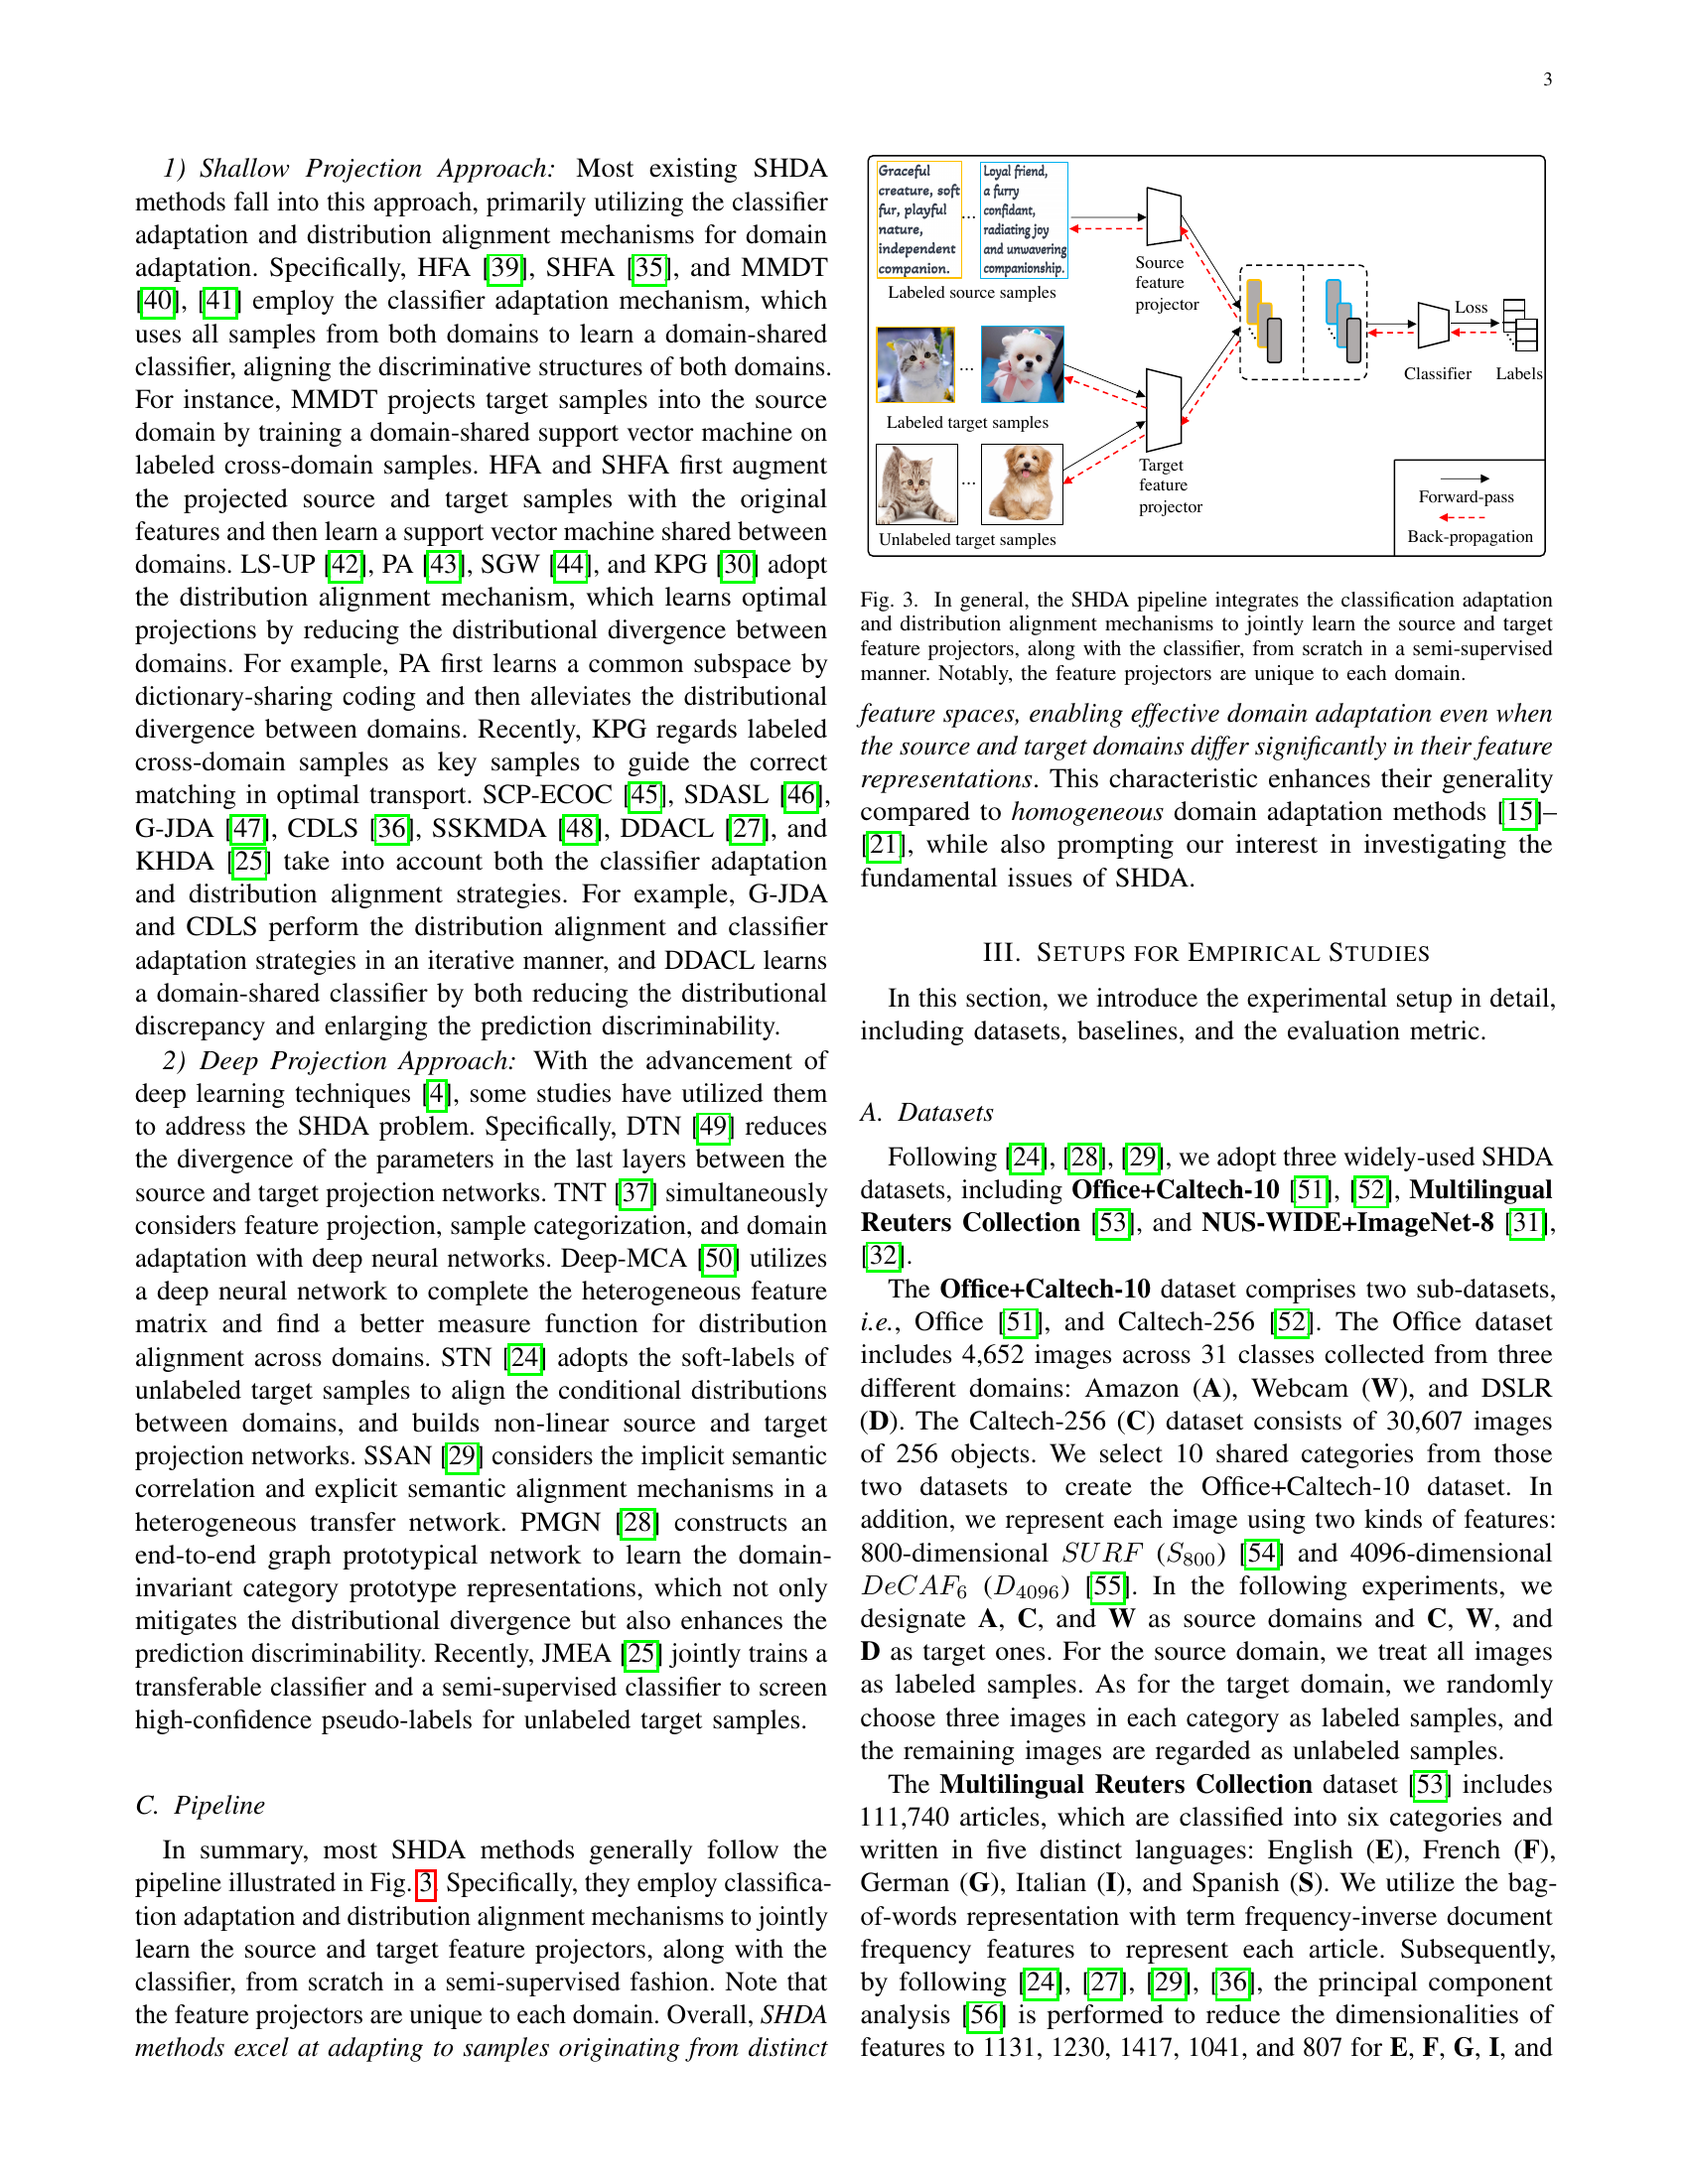 3
1) Shallow Projection Approach: Most existing SHDA
methods fall into this approach, primarily utilizing the classifier
adaptation and distribution alignment mechanisms for domain
adaptation. Specifically, HFA [39], SHFA [35], and MMDT
[40], [41] employ the classifier adaptation mechanism, which
uses all samples from both domains to learn a domain-shared
classifier, aligning the discriminative structures of both domains.
For instance, MMDT projects target samples into the source
domain by training a domain-shared support vector machine on
labeled cross-domain samples. HFA and SHFA first augment
the projected source and target samples with the original
features and then learn a support vector machine shared between
domains. LS-UP [42], PA [43], SGW [44], and KPG [30] adopt
the distribution alignment mechanism, which learns optimal
projections by reducing the distributional divergence between
domains. For example, PA first learns a common subspace by
dictionary-sharing coding and then alleviates the distributional
divergence between domains. Recently, KPG regards labeled
cross-domain samples as key samples to guide the correct
matching in optimal transport. SCP-ECOC [45], SDASL [46],
G-JDA [47], CDLS [36], SSKMDA [48], DDACL [27], and
KHDA [25] take into account both the classifier adaptation
and distribution alignment strategies. For example, G-JDA
and CDLS perform the distribution alignment and classifier
adaptation strategies in an iterative manner, and DDACL learns
a domain-shared classifier by both reducing the distributional
discrepancy and enlarging the prediction discriminability.
2) Deep Projection Approach: With the advancement of
deep learning techniques [4], some studies have utilized them
to address the SHDA problem. Specifically, DTN [49] reduces
the divergence of the parameters in the last layers between the
source and target projection networks. TNT [37] simultaneously
considers feature projection, sample categorization, and domain
adaptation with deep neural networks. Deep-MCA [50] utilizes
a deep neural network to complete the heterogeneous feature
matrix and find a better measure function for distribution
alignment across domains. STN [24] adopts the soft-labels of
unlabeled target samples to align the conditional distributions
between domains, and builds non-linear source and target
projection networks. SSAN [29] considers the implicit semantic
correlation and explicit semantic alignment mechanisms in a
heterogeneous transfer network. PMGN [28] constructs an
end-to-end graph prototypical network to learn the domain-
invariant category prototype representations, which not only
mitigates the distributional divergence but also enhances the
prediction discriminability. Recently, JMEA [25] jointly trains a
transferable classifier and a semi-supervised classifier to screen
high-confidence pseudo-labels for unlabeled target samples.
C. Pipeline
In summary, most SHDA methods generally follow the
pipeline illustrated in Fig. 3. Specifically, they employ classifica-
tion adaptation and distribution alignment mechanisms to jointly
learn the source and target feature projectors, along with the
classifier, from scratch in a semi-supervised fashion. Note that
the feature projectors are unique to each domain. Overall, SHDA
methods excel at adapting to samples originating from distinct
Graceful
creature, soft
fur, playful
nature,
independent
companion.
...
Loyal friend,
a furry
confidant,
radiating joy
and unwavering
companionship.
Labeled source samples
Source
feature
projector
...
Labeled target samples
...
Unlabeled target samples
Target
feature
projector
Loss
Classifier
Labels
Forward-pass
Back-propagation
Fig. 3. In general, the SHDA pipeline integrates the classification adaptation
and distribution alignment mechanisms to jointly learn the source and target
feature projectors, along with the classifier, from scratch in a semi-supervised
manner. Notably, the feature projectors are unique to each domain.
feature spaces, enabling effective domain adaptation even when
the source and target domains differ significantly in their feature
representations. This characteristic enhances their generality
compared to homogeneous domain adaptation methods [15]–
[21], while also prompting our interest in investigating the
fundamental issues of SHDA.
III. SETUPS FOR EMPIRICAL STUDIES
In this section, we introduce the experimental setup in detail,
including datasets, baselines, and the evaluation metric.
A. Datasets
Following [24], [28], [29], we adopt three widely-used SHDA
datasets, including Office+Caltech-10 [51], [52], Multilingual
Reuters Collection [53], and NUS-WIDE+ImageNet-8 [31],
[32].
The Office+Caltech-10 dataset comprises two sub-datasets,
i.e., Office [51], and Caltech-256 [52]. The Office dataset
includes 4,652 images across 31 classes collected from three
different domains: Amazon (A), Webcam (W), and DSLR
(D). The Caltech-256 (C) dataset consists of 30,607 images
of 256 objects. We select 10 shared categories from those
two datasets to create the Office+Caltech-10 dataset. In
addition, we represent each image using two kinds of features:
800-dimensional SURF (S800) [54] and 4096-dimensional
DeCAF6 (D4096) [55]. In the following experiments, we
designate A, C, and W as source domains and C, W, and
D as target ones. For the source domain, we treat all images
as labeled samples. As for the target domain, we randomly
choose three images in each category as labeled samples, and
the remaining images are regarded as unlabeled samples.
The Multilingual Reuters Collection dataset [53] includes
111,740 articles, which are classified into six categories and
written in five distinct languages: English (E), French (F),
German (G), Italian (I), and Spanish (S). We utilize the bag-
of-words representation with term frequency-inverse document
frequency features to represent each article. Subsequently,
by following [24], [27], [29], [36], the principal component
analysis [56] is performed to reduce the dimensionalities of
features to 1131, 1230, 1417, 1041, and 807 for E, F, G, I, and